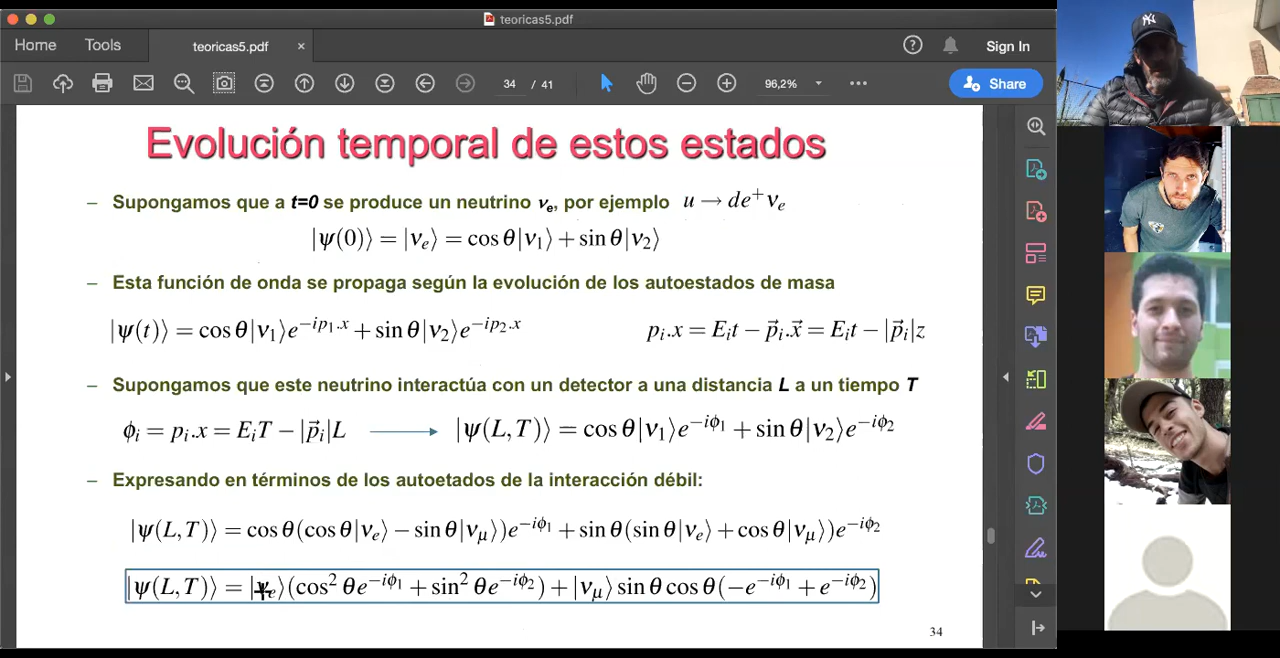 teoricas5.pdf
Home Tools teoricas5.pdf × Sign In
34 / 41 96,2% Share
Evolución temporal de estos estados
– Supongamos que a t=0 se produce un neutrino νe, por ejemplo u → de⁺νe
|ψ(0)⟩ = |νe⟩ = cos θ|ν₁⟩ + sin θ|ν₂⟩
– Esta función de onda se propaga según la evolución de los autoestados de masa
|ψ(t)⟩ = cos θ|ν₁⟩e^{−ip₁.x} + sin θ|ν₂⟩e^{−ip₂.x} pᵢ.x = Eᵢt − p⃗ᵢ.x⃗ = Eᵢt − |p⃗ᵢ|z
– Supongamos que este neutrino interactúa con un detector a una distancia L a un tiempo T
ϕᵢ = pᵢ.x = EᵢT − |p⃗ᵢ|L → |ψ(L,T)⟩ = cos θ|ν₁⟩e^{−iϕ₁} + sin θ|ν₂⟩e^{−iϕ₂}
– Expresando en términos de los autoetados de la interacción débil:
|ψ(L,T)⟩ = cos θ(cos θ|νe⟩ − sin θ|νμ⟩)e^{−iϕ₁} + sin θ(sin θ|νe⟩ + cos θ|νμ⟩)e^{−iϕ₂}
|ψ(L,T)⟩ = |νe⟩(cos² θe^{−iϕ₁} + sin² θe^{−iϕ₂}) + |νμ⟩ sin θ cos θ(−e^{−iϕ₁} + e^{−iϕ₂})
34